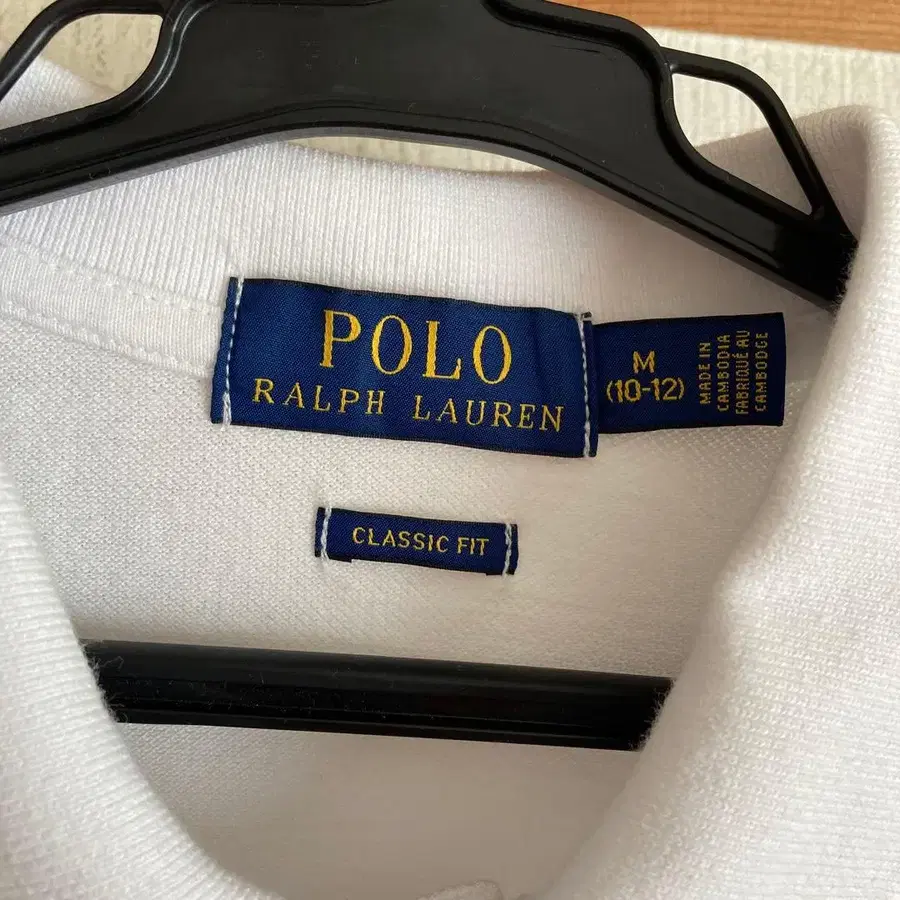 POLO
RALPH LAUREN
M
(10-12)
MADE IN
CAMBODIA
FABRIQUÉ AU
CAMBODGE
CLASSIC FIT